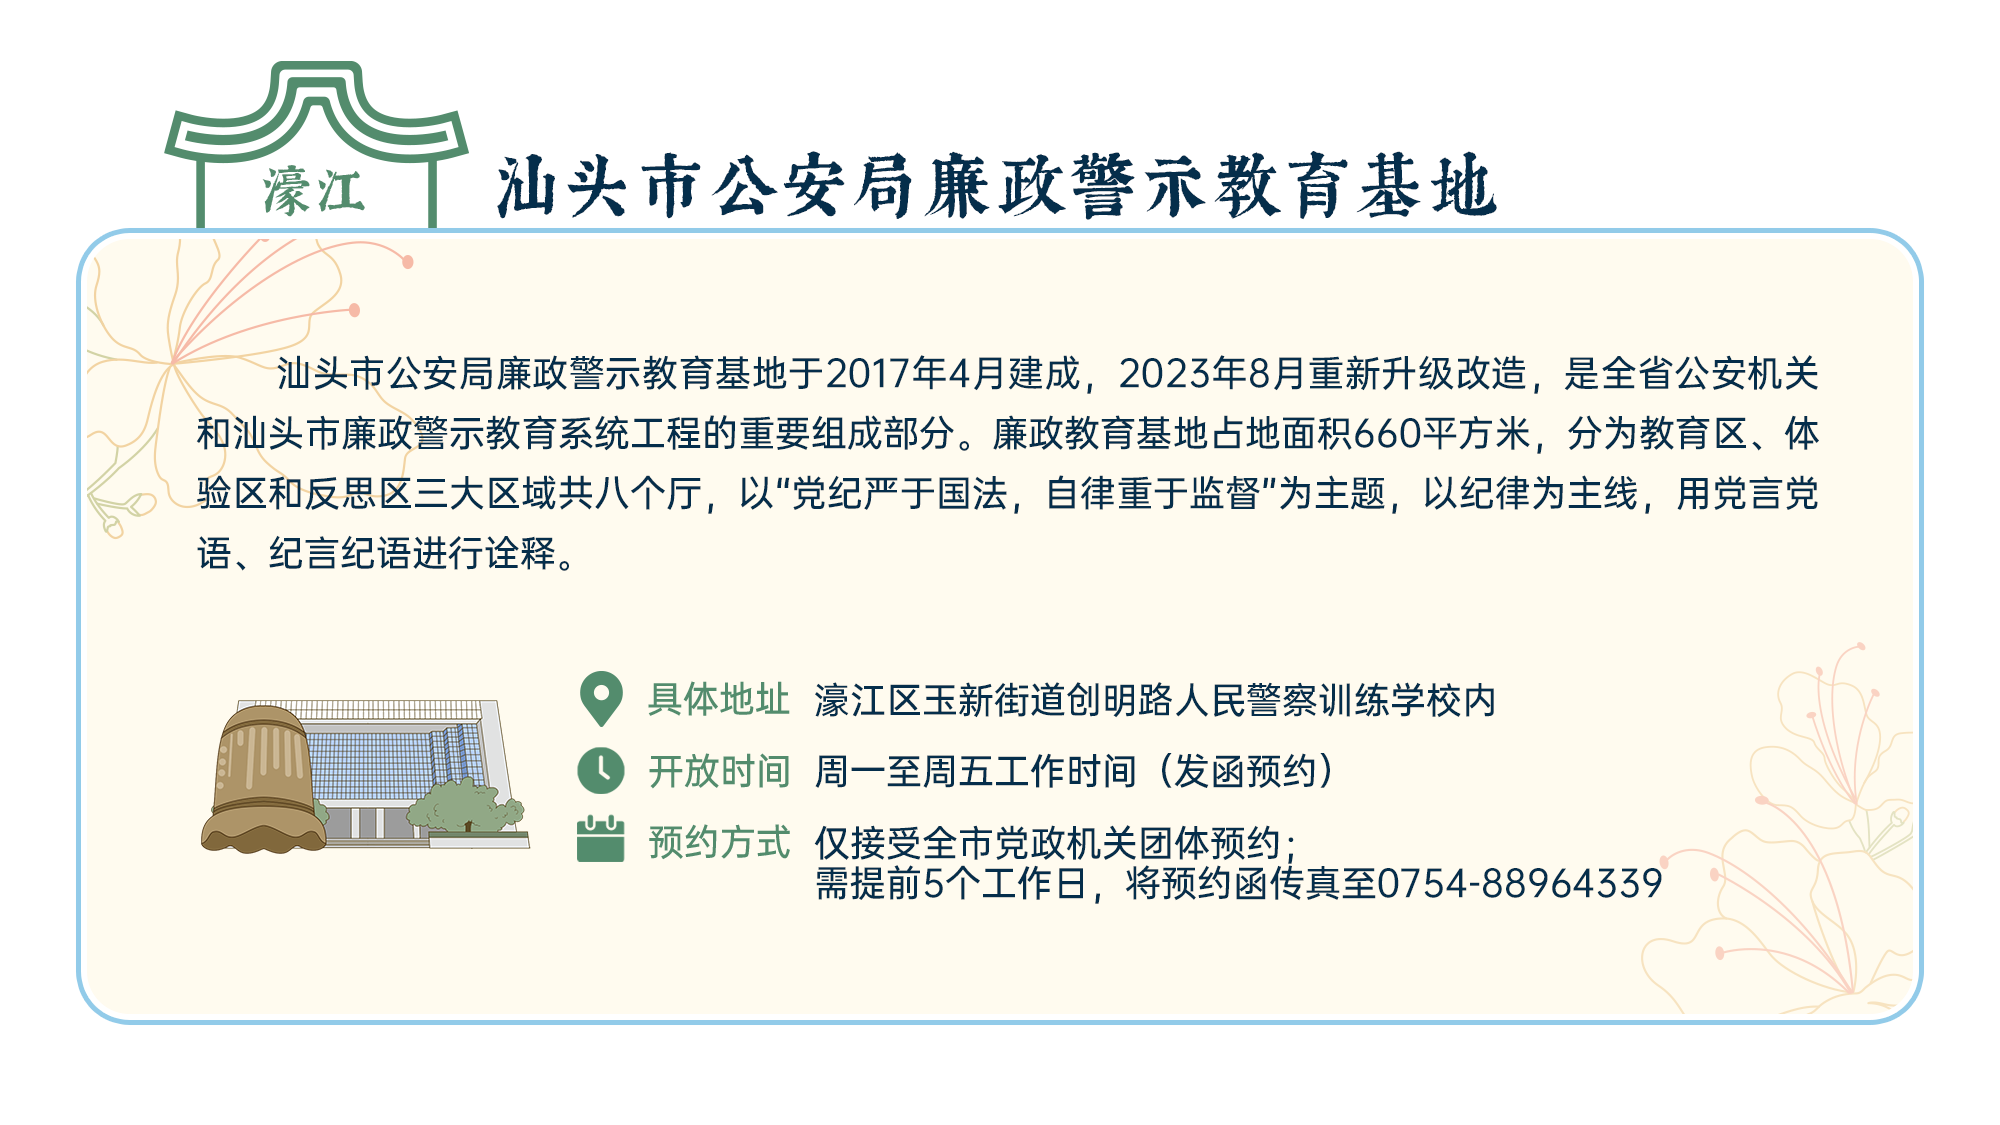 濠江
汕头市公安局廉政警示教育基地
汕头市公安局廉政警示教育基地于2017年4月建成，2023年8月重新升级改造，是全省公安机关
和汕头市廉政警示教育系统工程的重要组成部分。廉政教育基地占地面积660平方米，分为教育区、体
验区和反思区三大区域共八个厅，以"党纪严于国法，自律重于监督"为主题，以纪律为主线，用党言党
语、纪言纪语进行诠释。
具体地址 濠江区玉新街道创明路人民警察训练学校内
开放时间 周一至周五工作时间（发函预约）
预约方式 仅接受全市党政机关团体预约；
需提前5个工作日，将预约函传真至0754-88964339